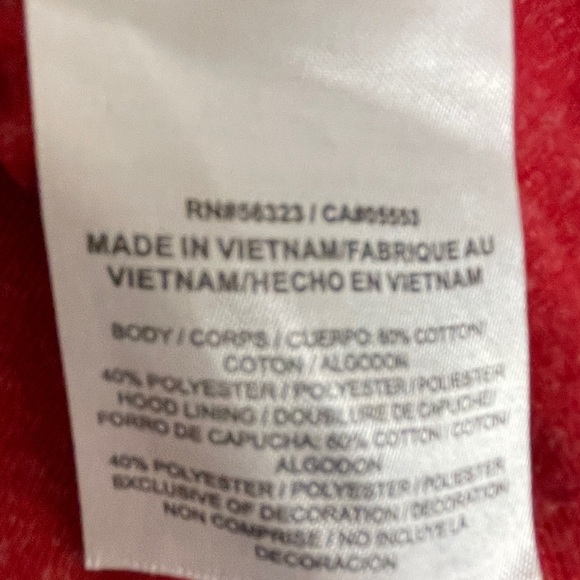 RN#56323 / CA#05553
MADE IN VIETNAM/FABRIQUE AU
VIETNAM/HECHO EN VIETNAM
BODY / CORPS / CUERPO: 60% COTTON/
COTON / ALGODON
40% POLYESTER / POLYESTER / POLIESTER
HOOD LINING / DOUBLURE DE CAPUCHE/
FORRO DE CAPUCHA: 60% COTTON / COTON/
ALGODON
40% POLYESTER / POLYESTER / POLIESTER
EXCLUSIVE OF DECORATION / DECORATION
NON COMPRISE / NO INCLUYE LA
DECORACIÓN